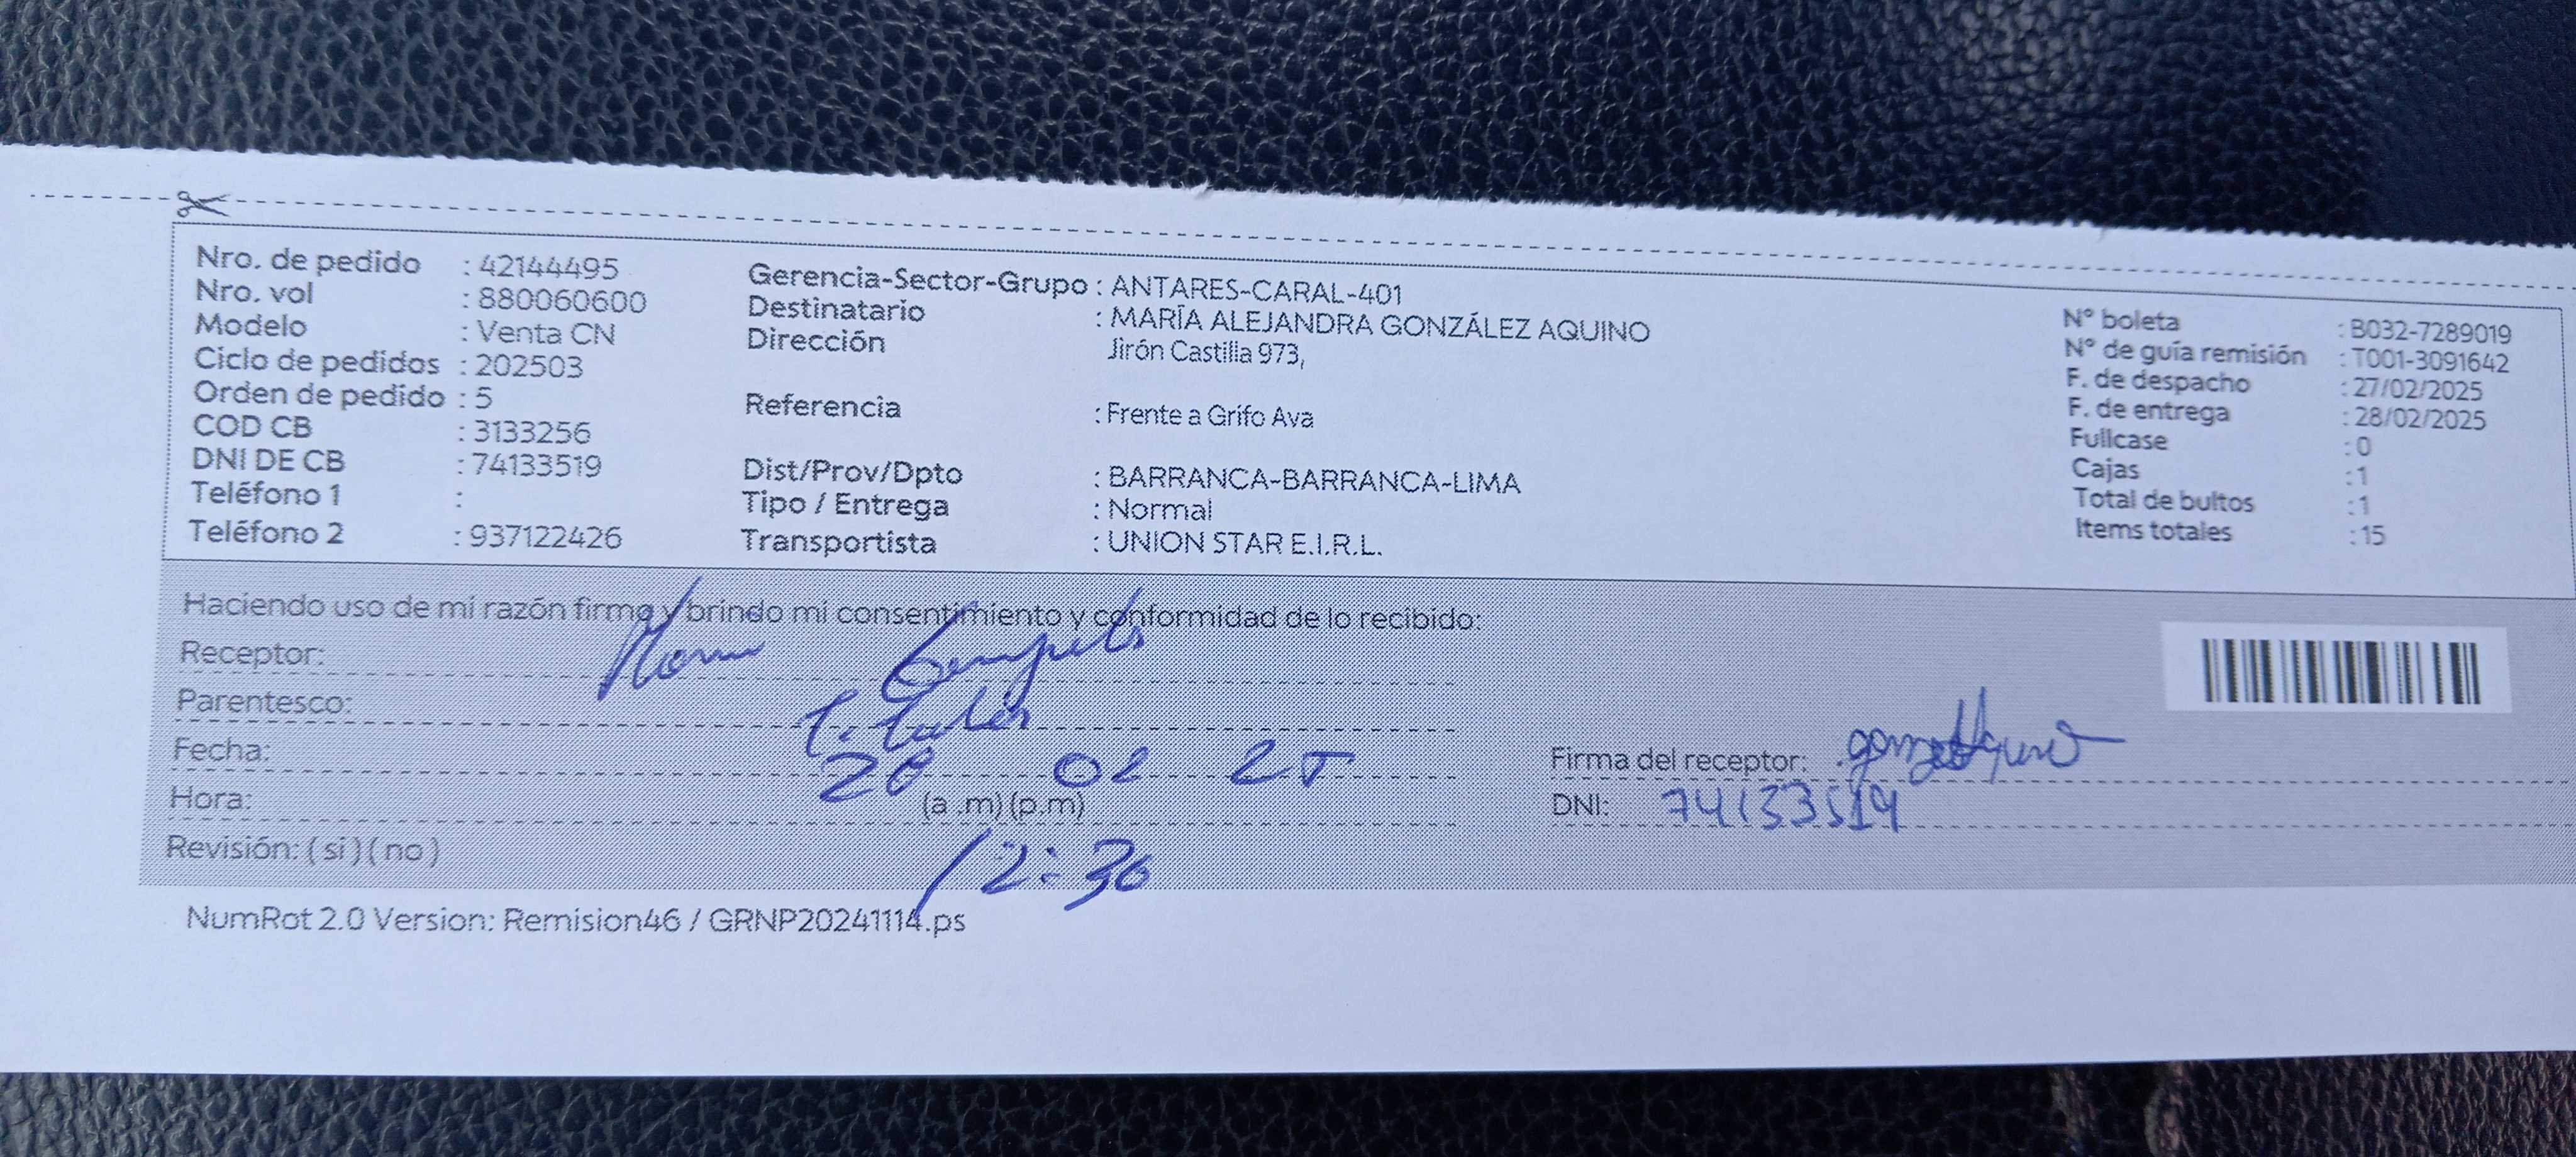 Nro. de pedido : 42144495
Nro. vol : 880060600
Modelo : Venta CN
Ciclo de pedidos : 202503
Orden de pedido : 5
COD CB : 3133256
DNI DE CB : 74133519
Teléfono 1 :
Teléfono 2 : 937122426
Gerencia-Sector-Grupo : ANTARES-CARAL-401
Destinatario : MARÍA ALEJANDRA GONZÁLEZ AQUINO
Dirección Jirón Castilla 973,
Referencia : Frente a Grifo Ava
Dist/Prov/Dpto : BARRANCA-BARRANCA-LIMA
Tipo / Entrega : Normal
Transportista : UNION STAR E.I.R.L.
N° boleta : B032-7289019
N° de guía remisión : T001-3091642
F. de despacho : 27/02/2025
F. de entrega : 28/02/2025
Fullcase : 0
Cajas : 1
Total de bultos : 1
Items totales : 15
Haciendo uso de mi razón firmo y brindo mi consentimiento y conformidad de lo recibido:
Receptor:
Parentesco:
Fecha: 28 02 25
Hora: (a .m) (p.m)
12:30
Revisión: ( si ) ( no )
Firma del receptor:
DNI: 74133519
NumRot 2.0 Version: Remision46 / GRNP20241114.ps